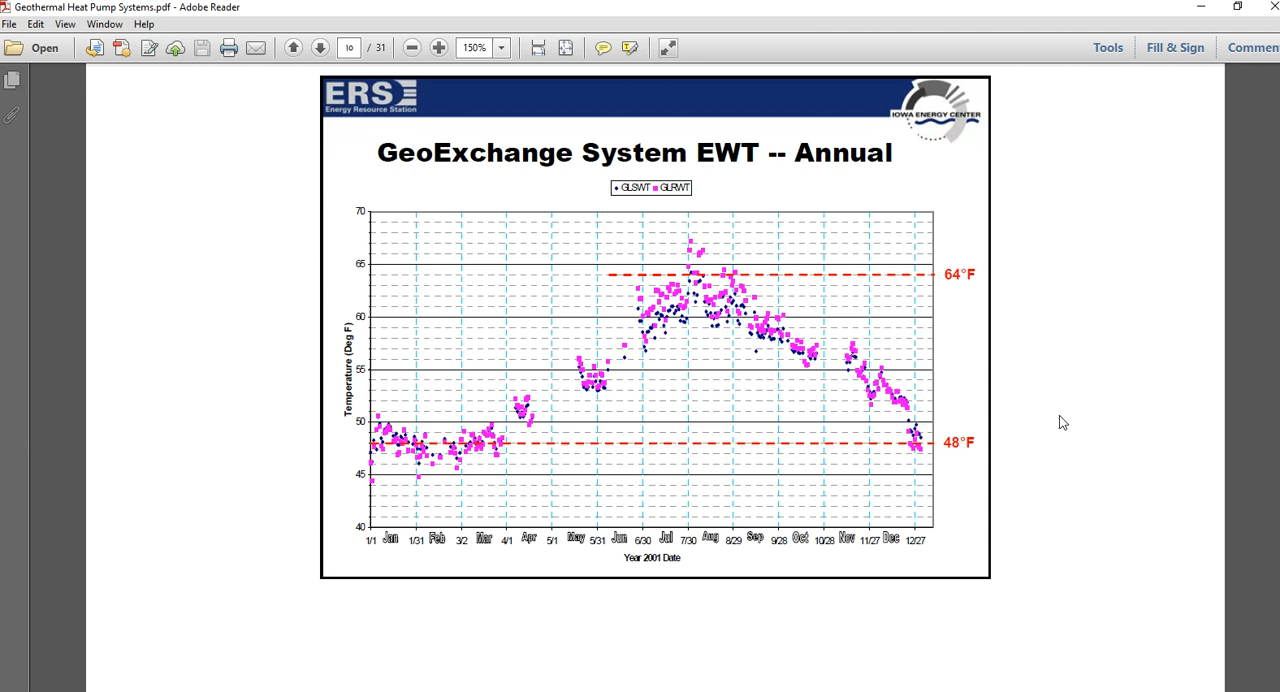 Geothermal Heat Pump Systems.pdf - Adobe Reader
File Edit View Window Help
Open 10 / 31 150% Tools Fill & Sign Commen
ERS
Energy Resource Station
IOWA ENERGY CENTER
GeoExchange System EWT -- Annual
GLSWT GLRWT
70
65
64°F
60
55
50
48°F
45
40
Temperature (Deg F)
1/1 Jan 1/31 Feb 3/2 Mar 4/1 Apr 5/1 May 5/31 Jun 6/30 Jul 7/30 Aug 8/29 Sep 9/28 Oct 10/28 Nov 11/27 Dec 12/27
Year 2001 Date